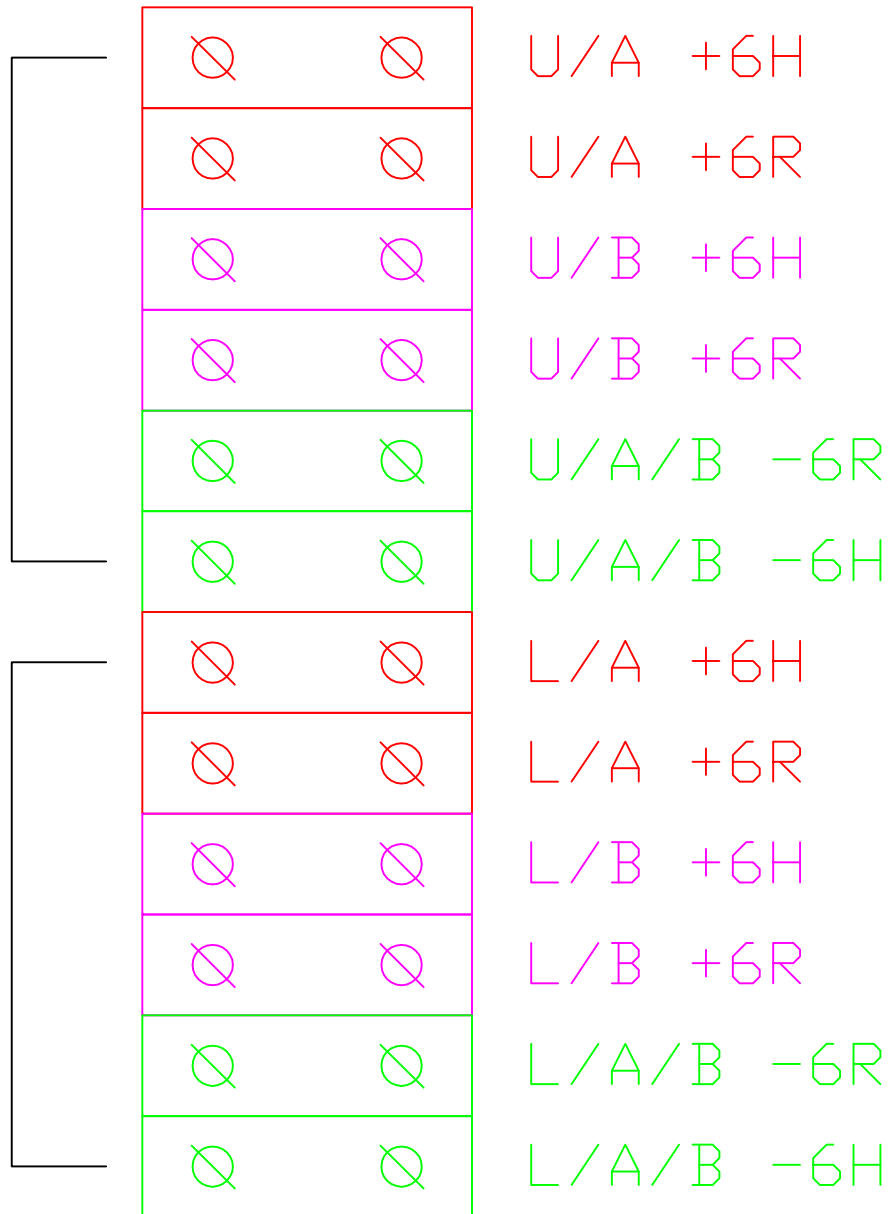 U/A +6H
U/A +6R
U/B +6H
U/B +6R
U/A/B -6R
U/A/B -6H
L/A +6H
L/A +6R
L/B +6H
L/B +6R
L/A/B -6R
L/A/B -6H